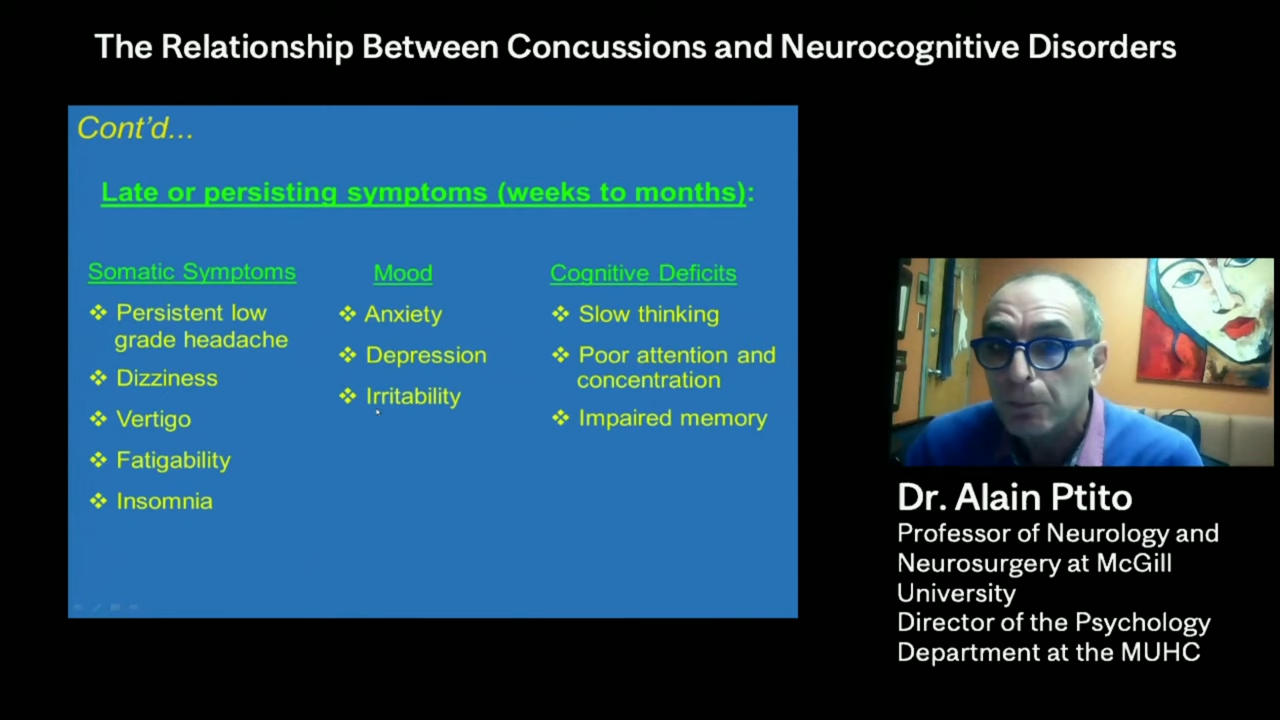 The Relationship Between Concussions and Neurocognitive Disorders
Cont'd...
Late or persisting symptoms (weeks to months):
Somatic Symptoms
❖ Persistent low
grade headache
❖ Dizziness
❖ Vertigo
❖ Fatigability
❖ Insomnia
Mood
❖ Anxiety
❖ Depression
❖ Irritability
Cognitive Deficits
❖ Slow thinking
❖ Poor attention and
concentration
❖ Impaired memory
Dr. Alain Ptito
Professor of Neurology and
Neurosurgery at McGill
University
Director of the Psychology
Department at the MUHC